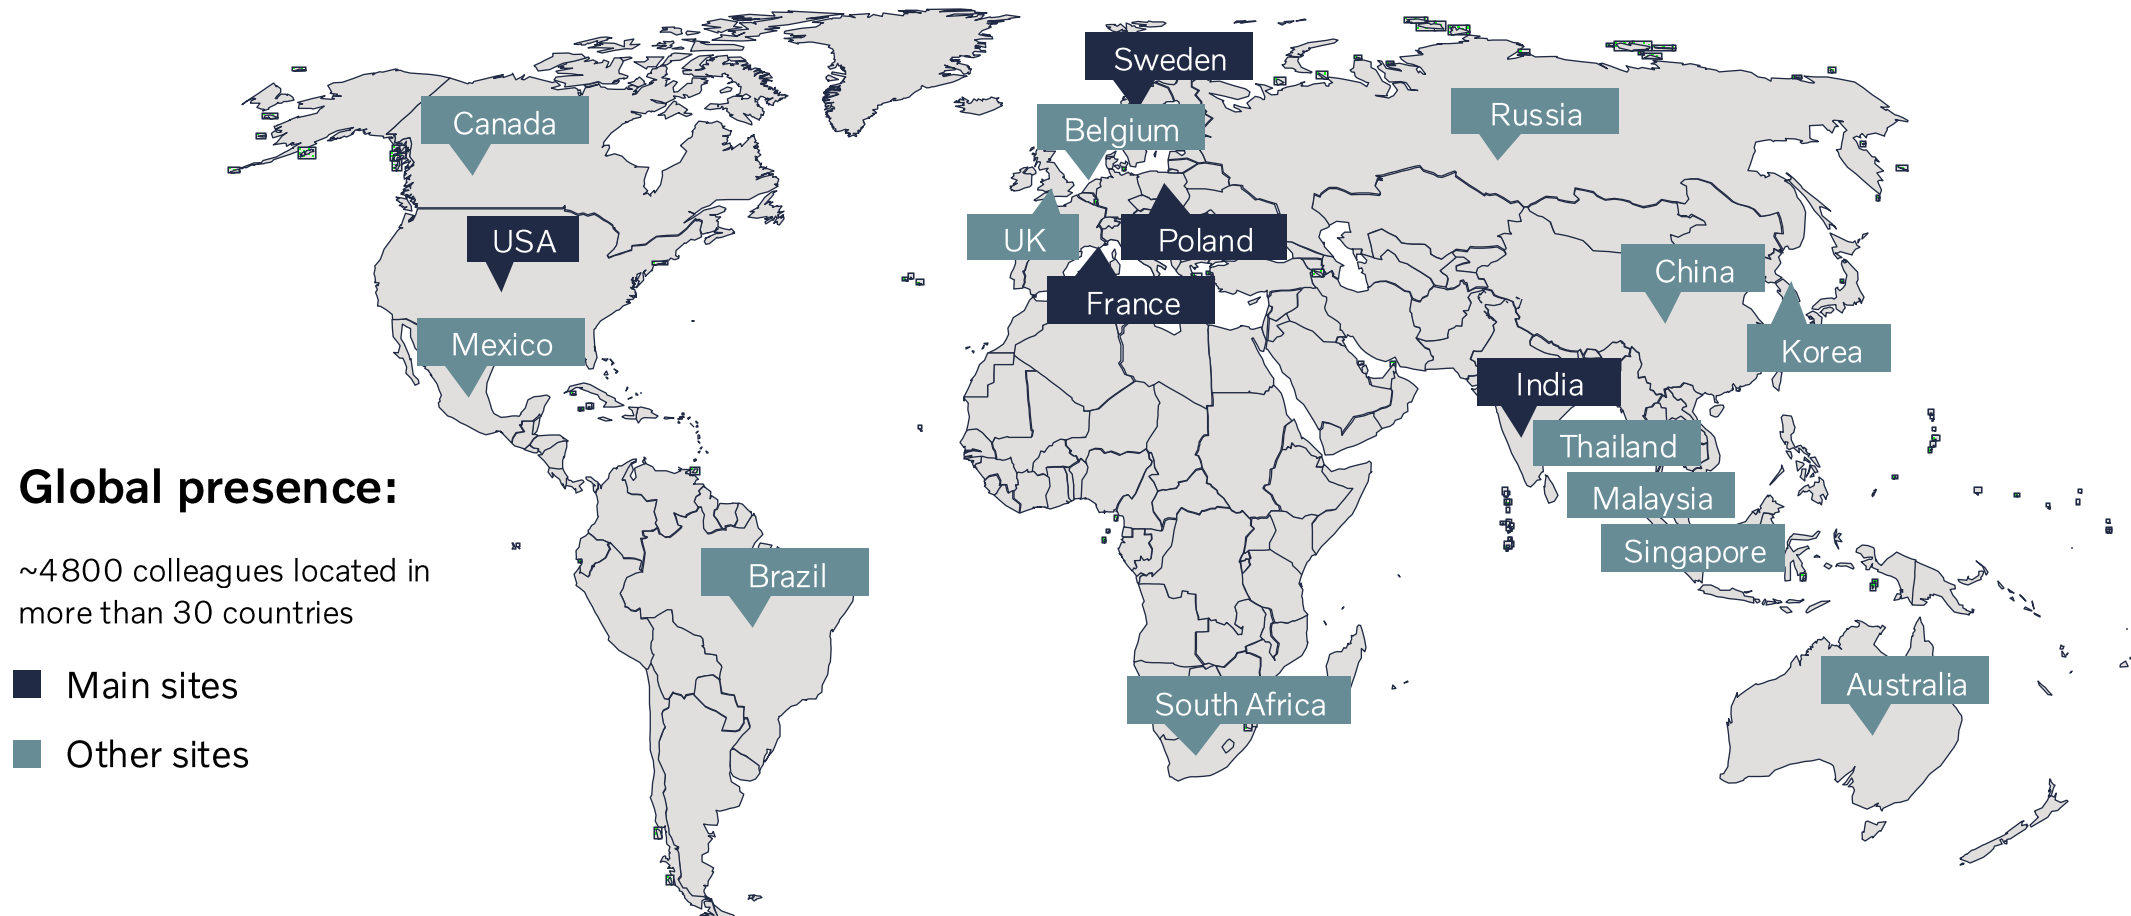 Sweden
Russia
Canada
Belgium
USA
UK
Poland
China
France
Mexico
Korea
India
Thailand
Malaysia
Singapore
Brazil
South Africa
Australia
Global presence:
~4800 colleagues located in
more than 30 countries
Main sites
Other sites